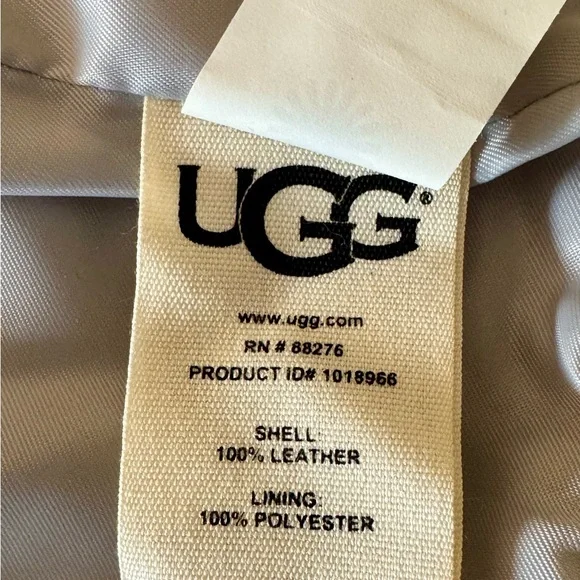 UGG®
www.ugg.com
RN # 88276
PRODUCT ID# 1018966
SHELL:
100% LEATHER
LINING:
100% POLYESTER